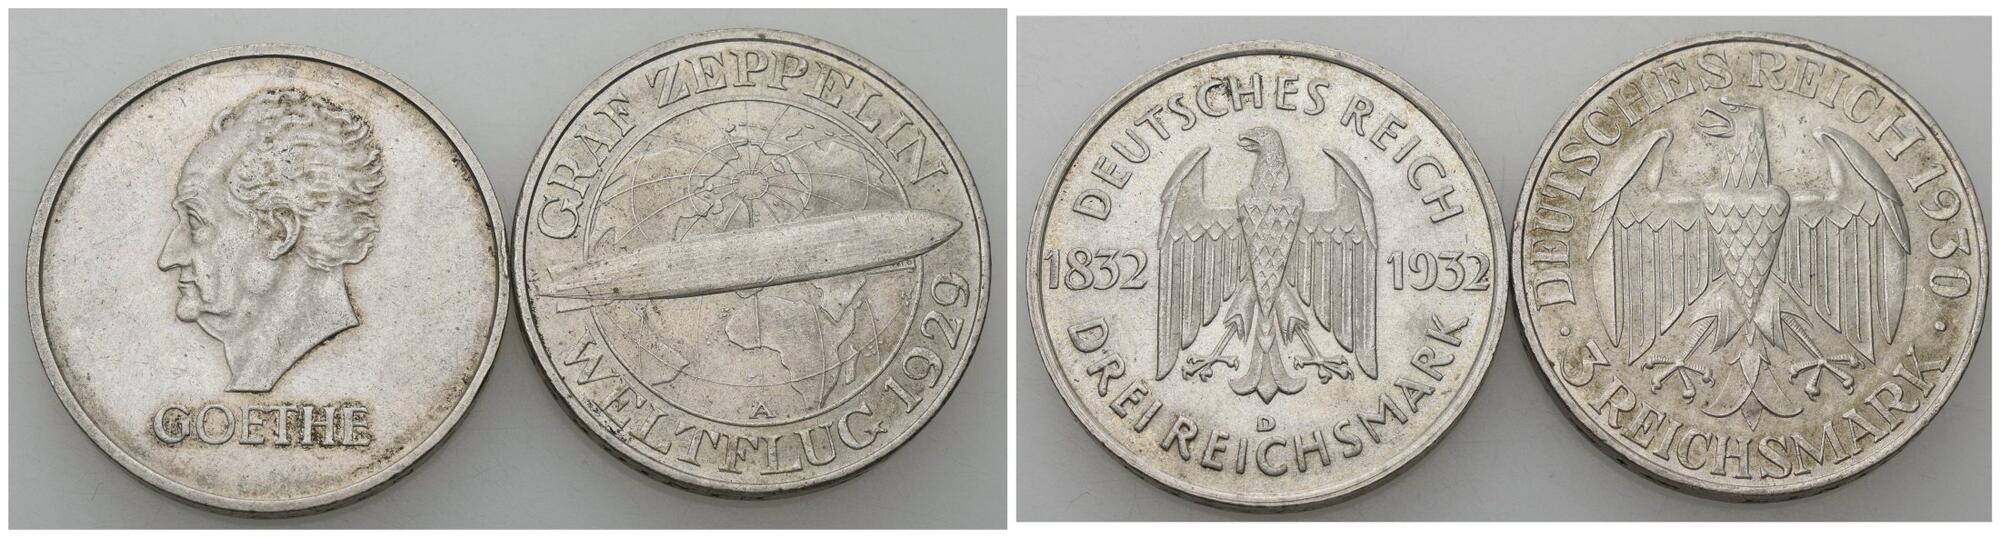 GOETHE
GRAF ZEPPELIN
WELTFLUG 1929
A
DEUTSCHES REICH
1832 1932
DREI REICHSMARK
D
DEUTSCHES REICH 1930
3 REICHSMARK